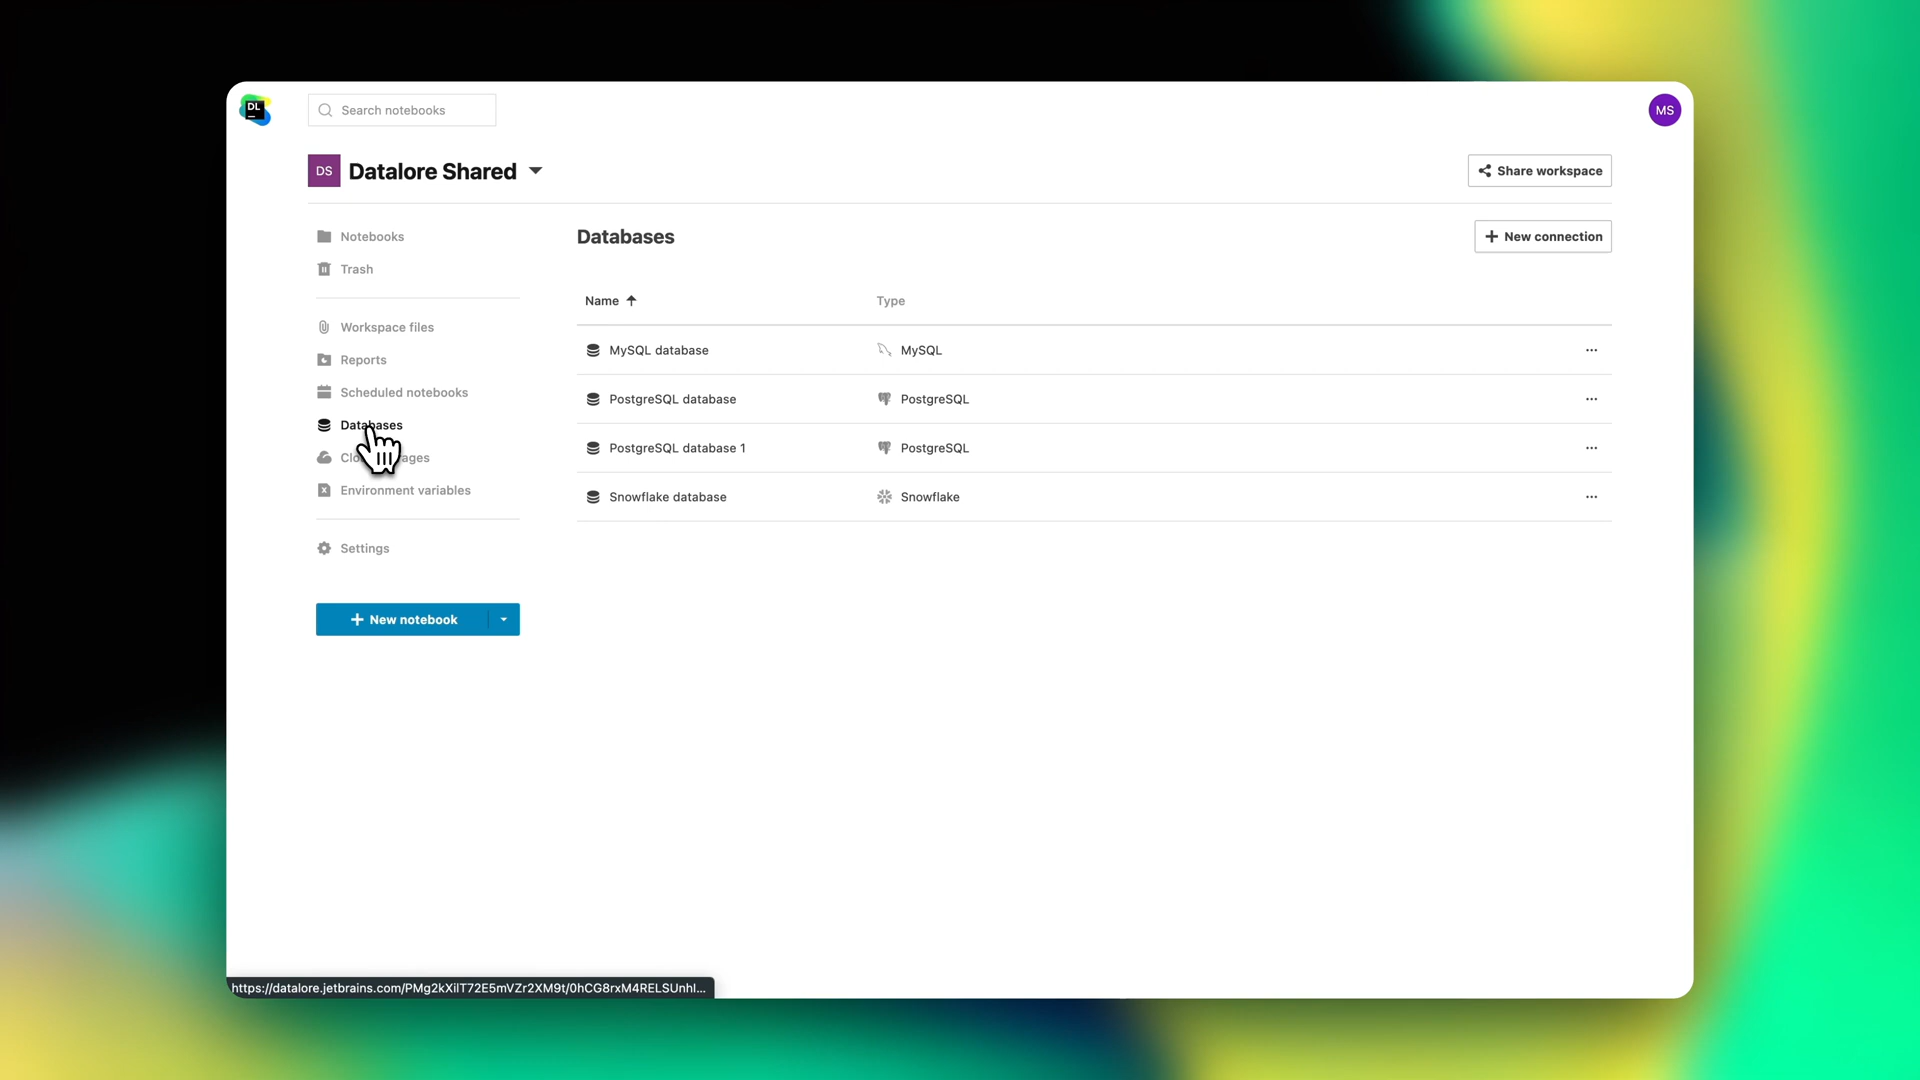 DL
Search notebooks
MS
DS Datalore Shared
Share workspace
Notebooks
Trash
Workspace files
Reports
Scheduled notebooks
Databases
Environment variables
Settings
New notebook
Databases
New connection
Name Type
MySQL database MySQL
PostgreSQL database PostgreSQL
PostgreSQL database 1 PostgreSQL
Snowflake database Snowflake
https://datalore.jetbrains.com/PMg2kXilT72E5mVZr2XM9t/0hCG8rxM4RELSUnhl...